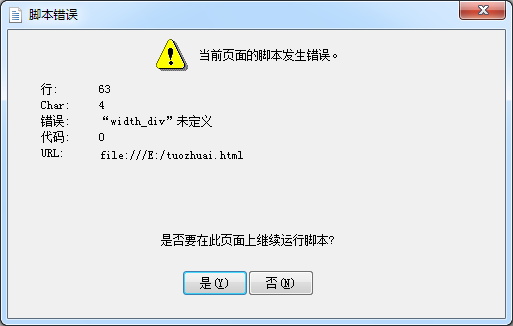 脚本错误
当前页面的脚本发生错误。
行: 63
Char: 4
错误: “width_div”未定义
代码: 0
URL: file:///E:/tuozhuai.html
是否要在此页面上继续运行脚本?
是(Y) 否(N)